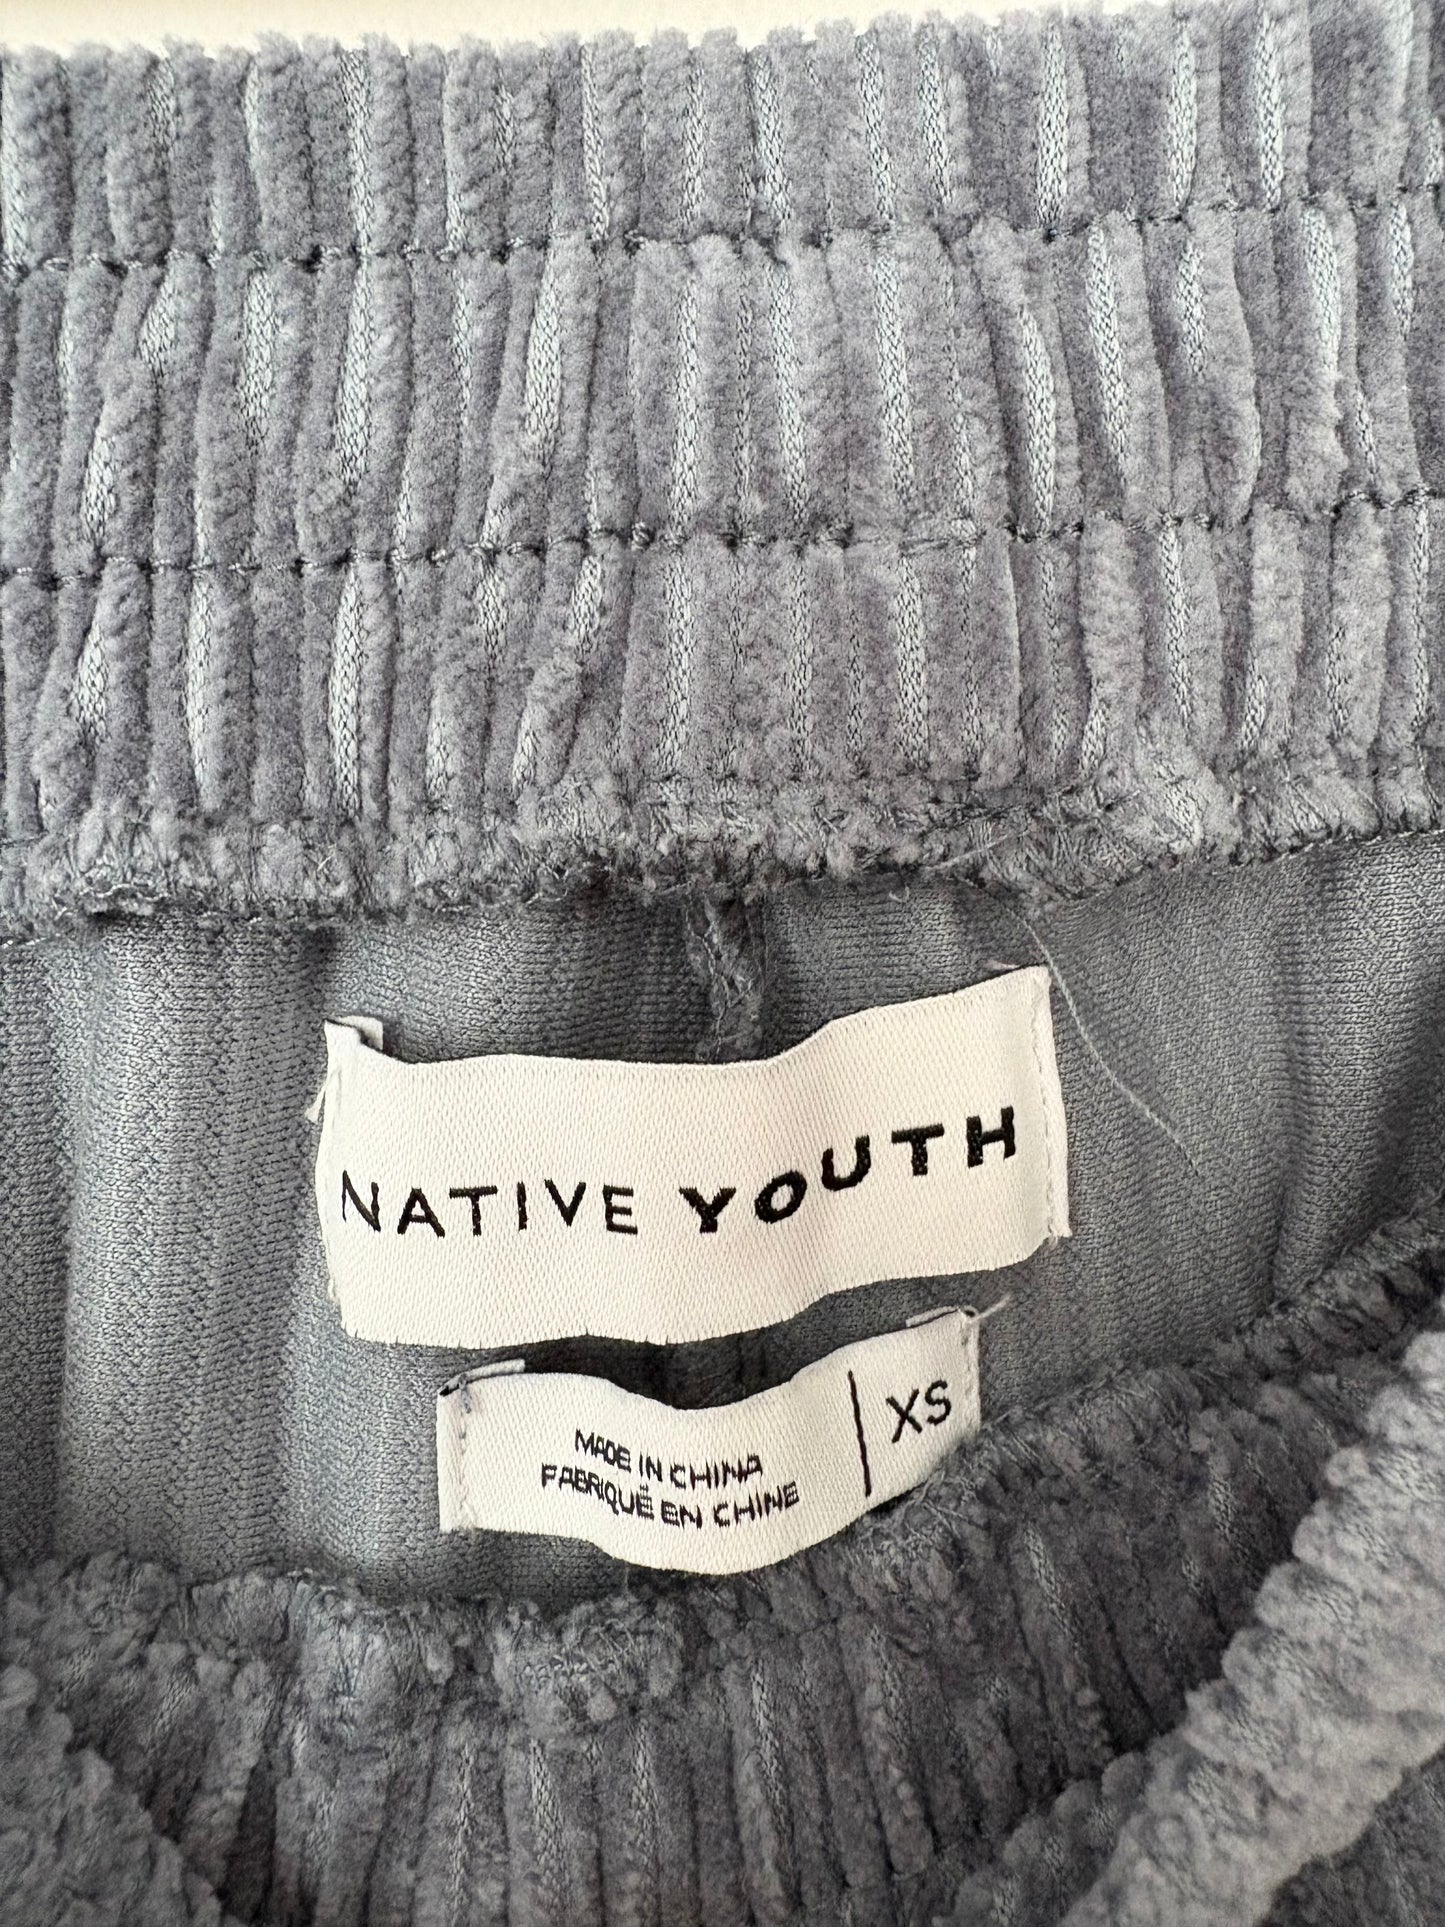 NATIVE YOUTH
MADE IN CHINA
FABRIQUÉ EN CHINE
XS